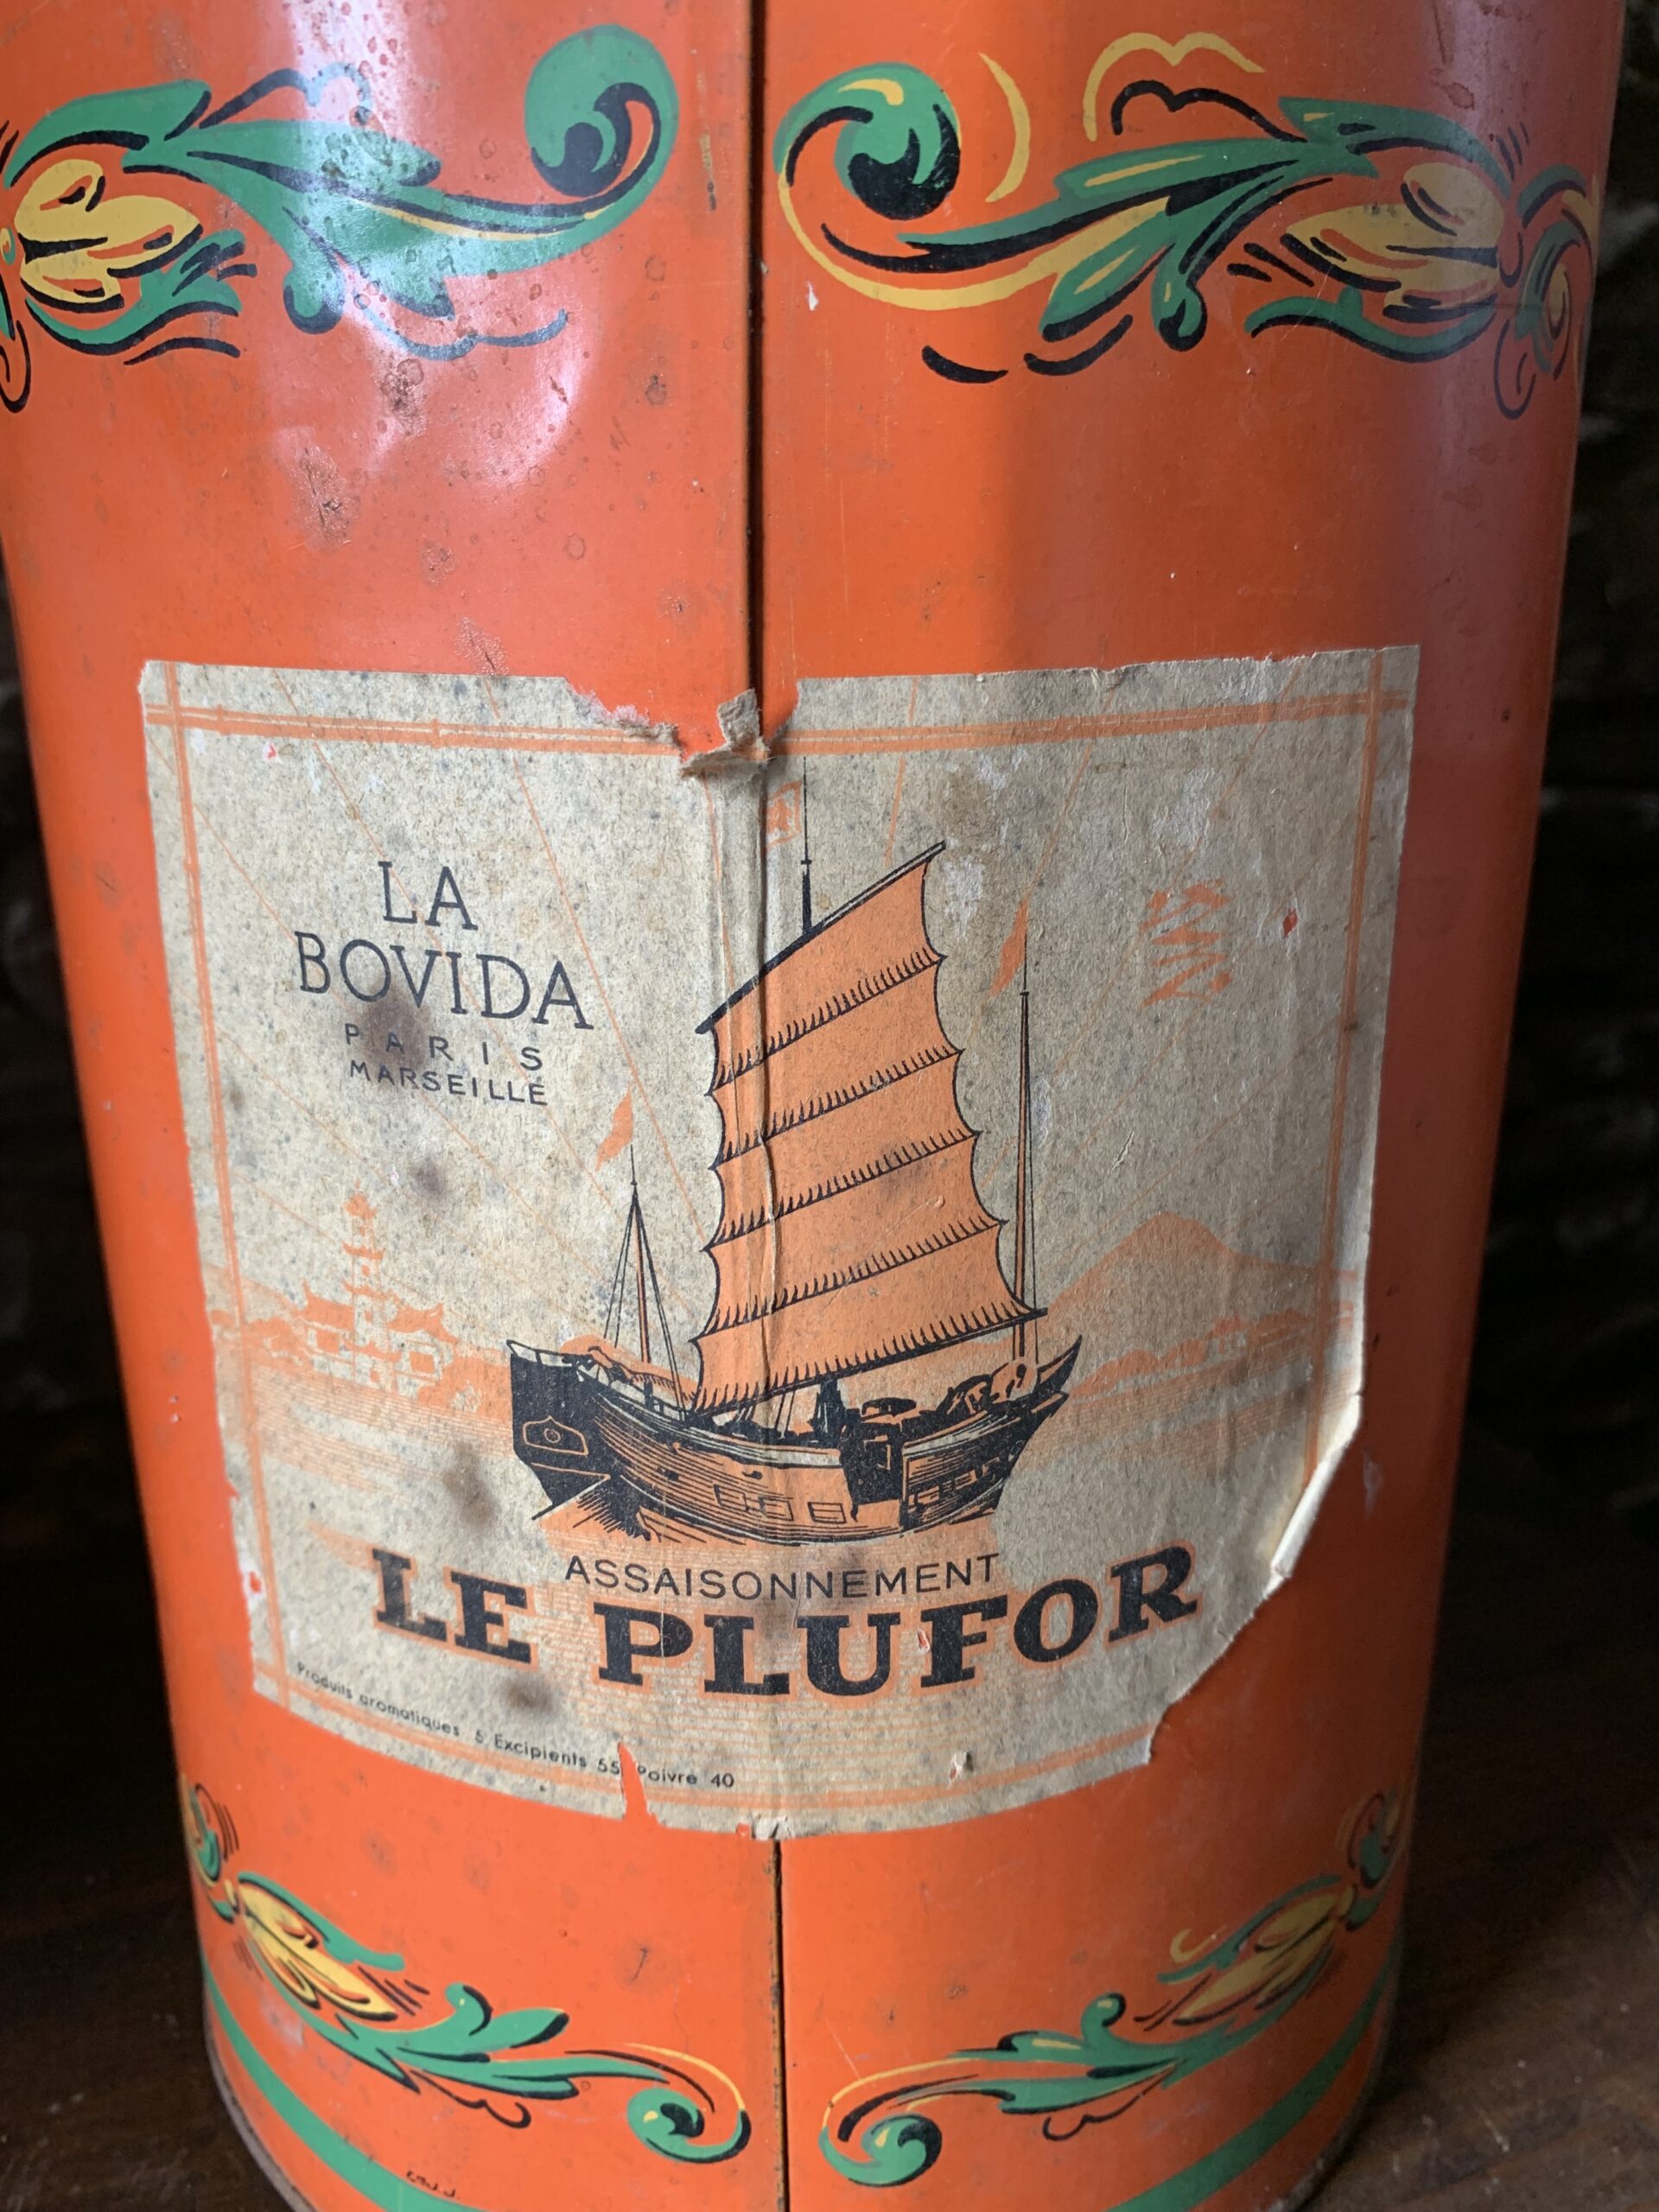 LA
BOVIDA
PARIS
MARSEILLE
ASSAISONNEMENT
LE PLUFOR
Produits aromatiques 5 Excipients 55 Poivre 40